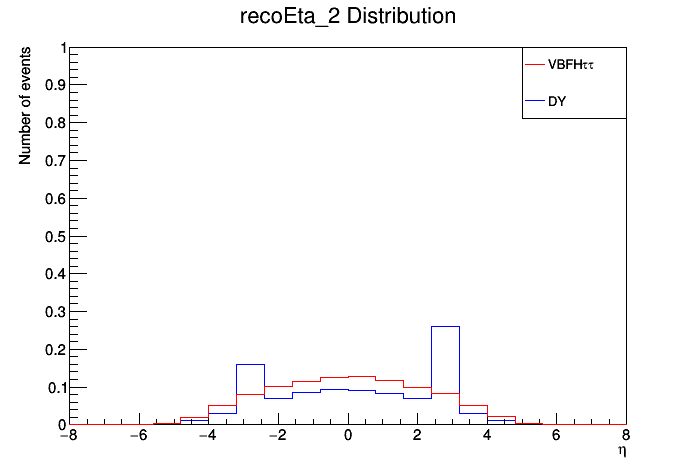 recoEta_2 Distribution
Number of events
1
0.9
0.8
0.7
0.6
0.5
0.4
0.3
0.2
0.1
0
VBFHττ
DY
−8 −6 −4 −2 0 2 4 6 8
η